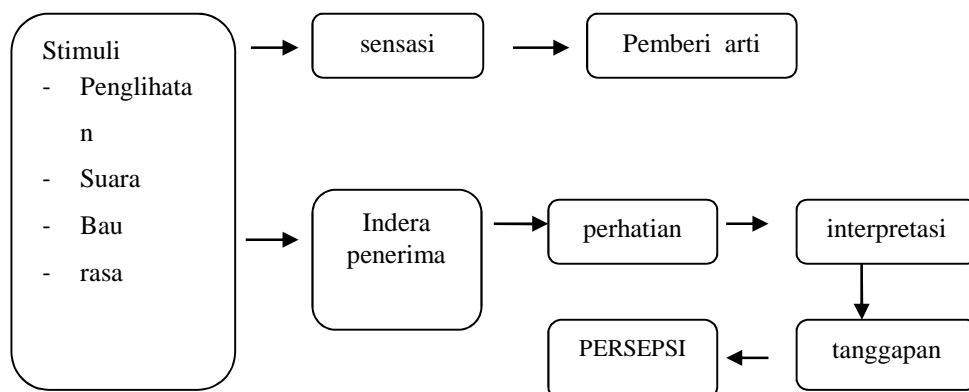 Stimuli
- Penglihata
n
- Suara
- Bau
- rasa
sensasi
Pemberi arti
Indera
penerima
perhatian
interpretasi
tanggapan
PERSEPSI